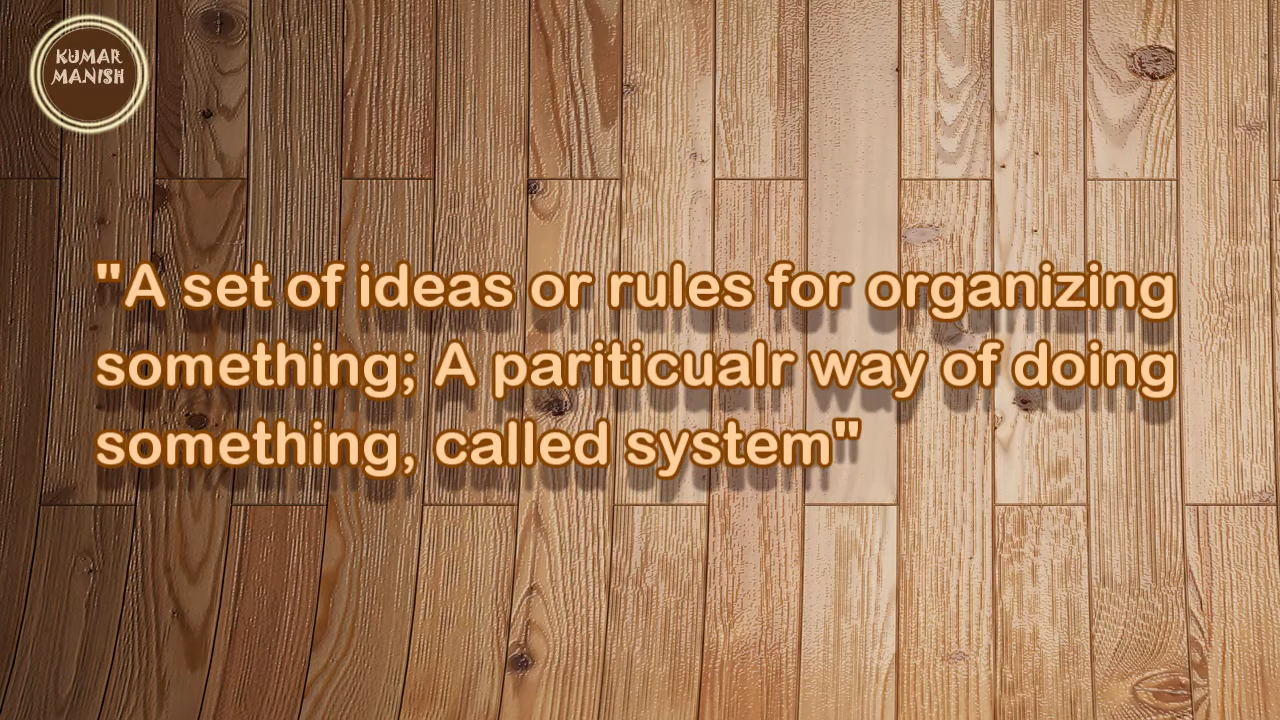 KUMAR
MANISH
"A set of ideas or rules for organizing
something; A pariticualr way of doing
something, called system"